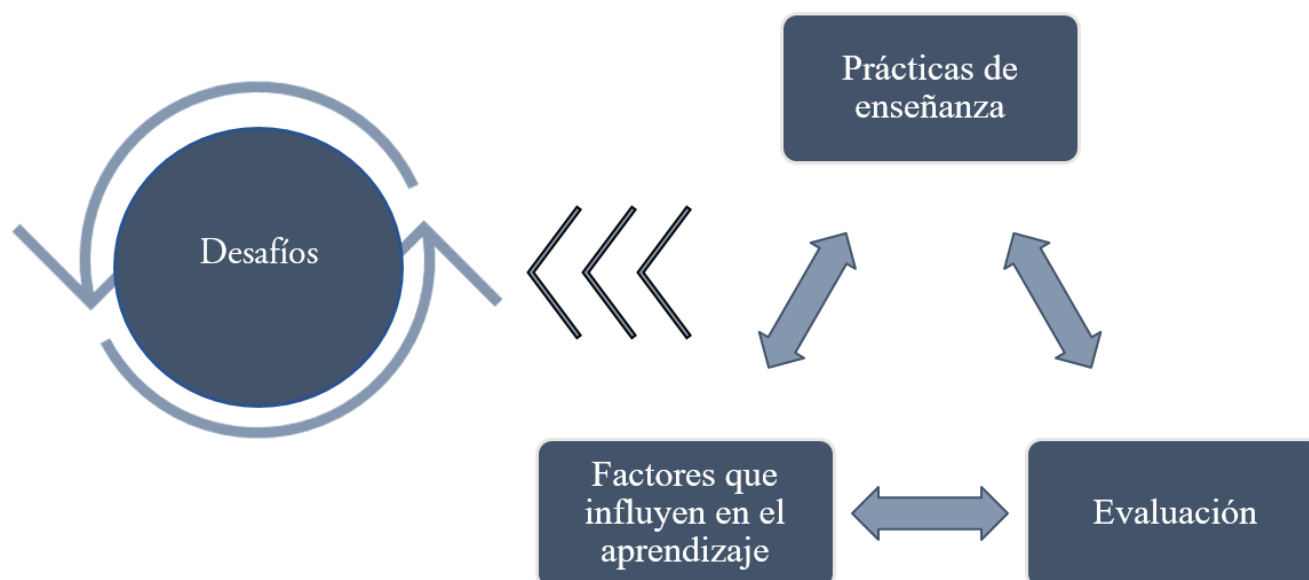 Prácticas de
enseñanza
Desafíos
Factores que
influyen en el
aprendizaje
Evaluación